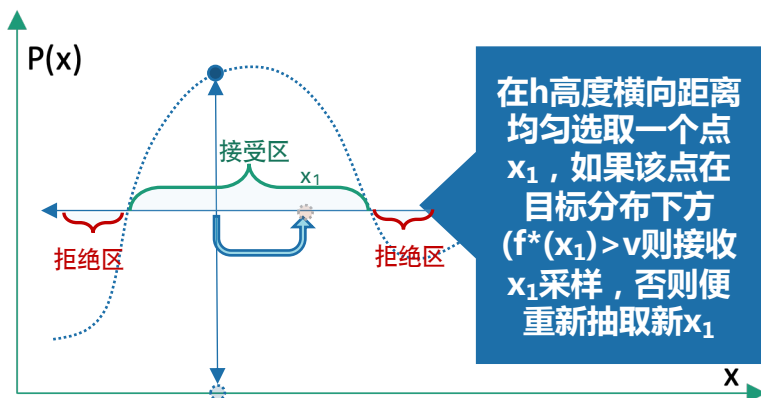 P(x)
接受区
x₁
拒绝区
拒绝区
在h高度横向距离
均匀选取一个点
x₁，如果该点在
目标分布下方
(f*(x₁)>v则接收
x₁采样，否则便
重新抽取新x₁
x